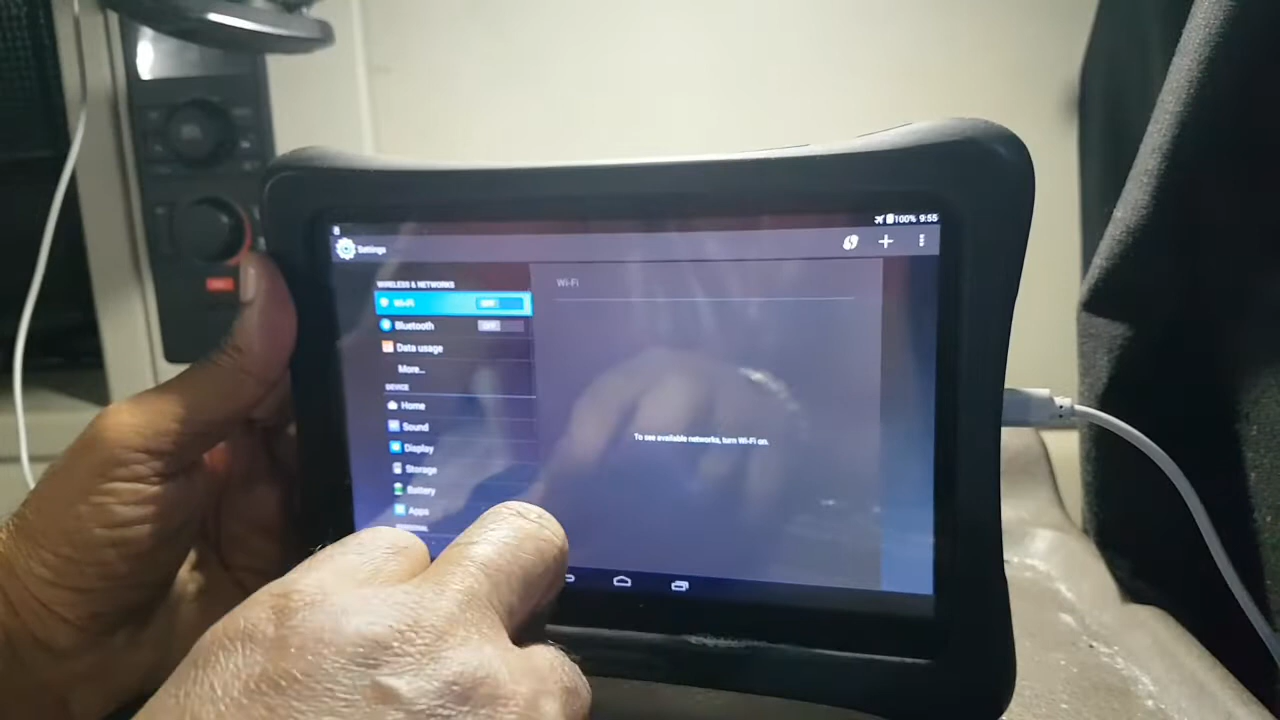 100% 9:55
Settings
WIRELESS & NETWORKS
Wi-Fi OFF
Wi-Fi
Bluetooth OFF
Data usage
More...
DEVICE
Home
Sound
Display
Storage
Battery
Apps
PERSONAL
To see available networks, turn Wi-Fi on.